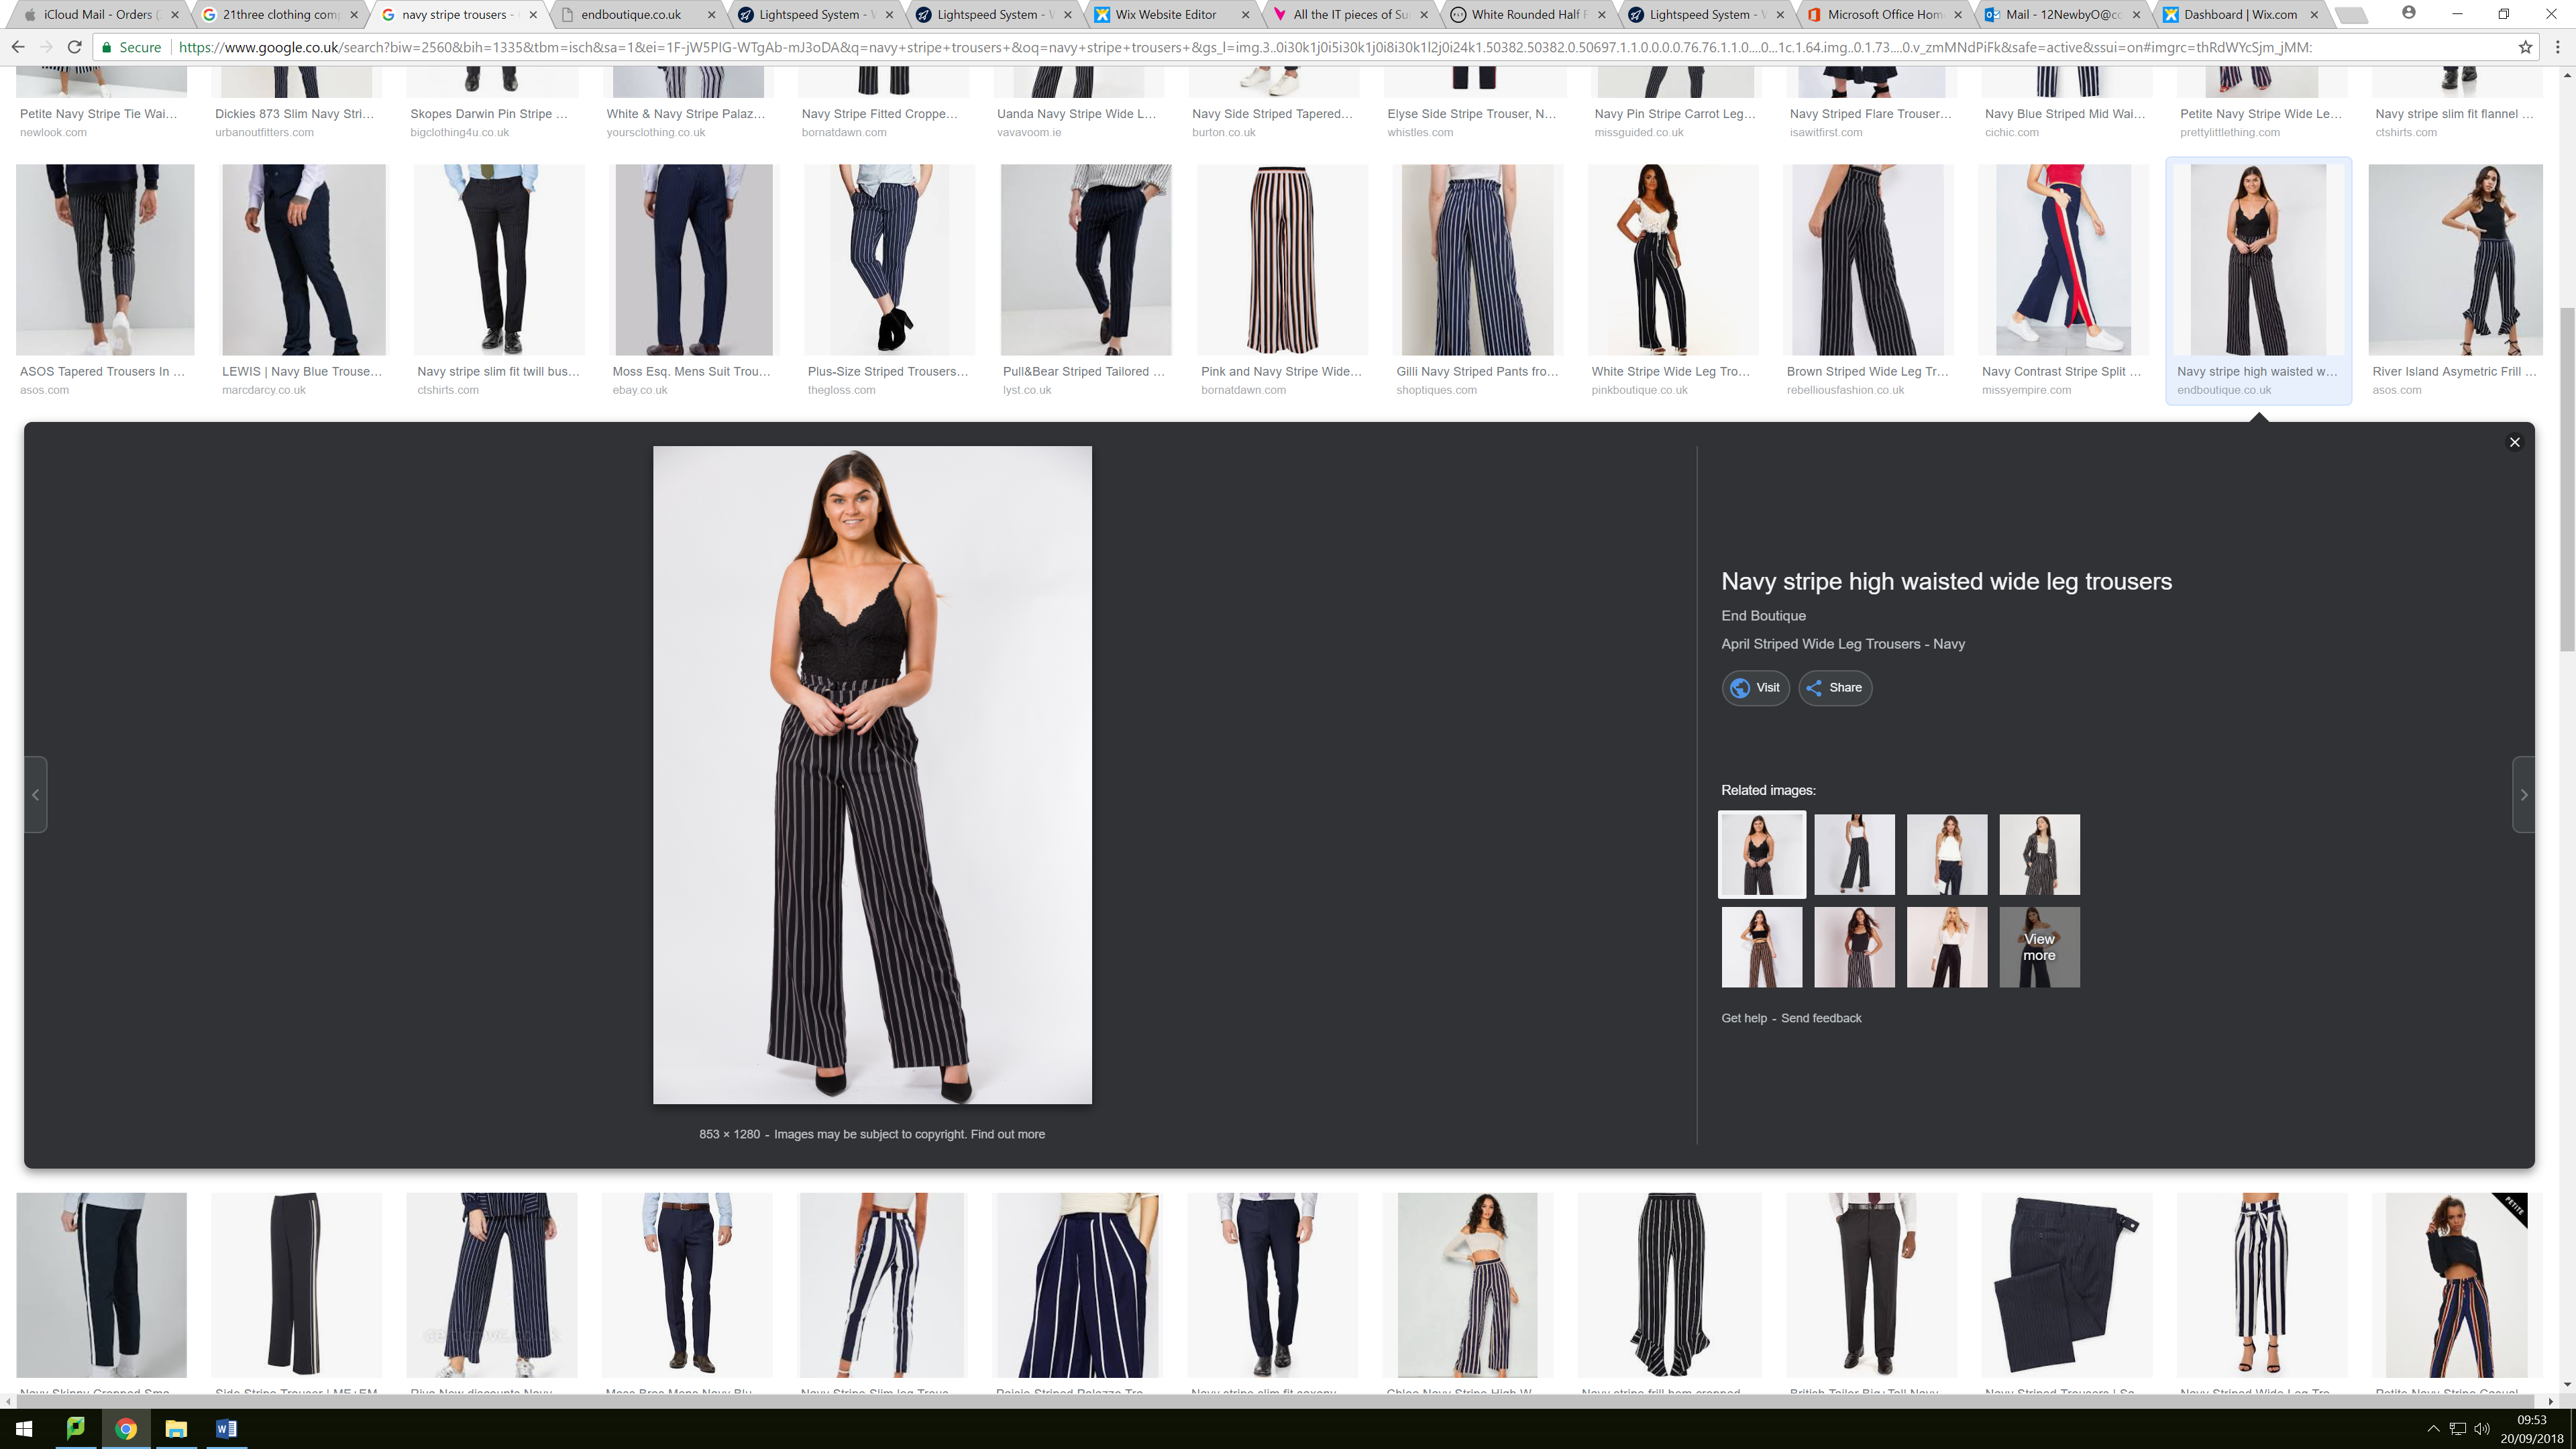 iCloud Mail - Orders (
21three clothing com
navy stripe trousers -
endboutique.co.uk
Lightspeed System -
Lightspeed System -
Wix Website Editor
All the IT pieces of Su
White Rounded Half F
Lightspeed System -
Microsoft Office Hom
Mail - 12NewbyO@cc
Dashboard | Wix.com
Secure https://www.google.co.uk/search?biw=2560&bih=1335&tbm=isch&sa=1&ei=1F-jW5PlG-WTgAb-mJ3oDA&q=navy+stripe+trousers+&oq=navy+stripe+trousers+&gs_l=img.3..0i30k1j0i5i30k1j0i8i30k1l2j0i24k1.50382.50382.0.50697.1.1.0.0.0.0.76.76.1.1.0....0...1c.1.64.img..0.1.73....0.v_zmMNdPiFk&safe=active&ssui=on#imgrc=thRdWYcSjm_jMM:
Petite Navy Stripe Tie Wai...
Dickies 873 Slim Navy Stri...
Skopes Darwin Pin Stripe ...
White & Navy Stripe Palaz...
Navy Stripe Fitted Croppe...
Uanda Navy Stripe Wide L...
Navy Side Striped Tapered...
Elyse Side Stripe Trouser, N...
Navy Pin Stripe Carrot Leg...
Navy Striped Flare Trouser...
Navy Blue Striped Mid Wai...
Petite Navy Stripe Wide Le...
Navy stripe slim fit flannel ...
newlook.com
urbanoutfitters.com
bigclothing4u.co.uk
yoursclothing.co.uk
bornatdawn.com
vavavoom.ie
burton.co.uk
whistles.com
missguided.co.uk
isawitfirst.com
cichic.com
prettylittlething.com
ctshirts.com
ASOS Tapered Trousers In ...
LEWIS | Navy Blue Trouse...
Navy stripe slim fit twill bus...
Moss Esq. Mens Suit Trou...
Plus-Size Striped Trousers...
Pull&Bear Striped Tailored ...
Pink and Navy Stripe Wide...
Gilli Navy Striped Pants fro...
White Stripe Wide Leg Tro...
Brown Striped Wide Leg Tr...
Navy Contrast Stripe Split ...
Navy stripe high waisted w...
River Island Asymetric Frill ...
asos.com
marcdarcy.co.uk
ctshirts.com
ebay.co.uk
thegloss.com
lyst.co.uk
bornatdawn.com
shoptiques.com
pinkboutique.co.uk
rebelliousfashion.co.uk
missyempire.com
endboutique.co.uk
asos.com
Navy stripe high waisted wide leg trousers
End Boutique
April Striped Wide Leg Trousers - Navy
Visit
Share
Related images:
View
more
Get help - Send feedback
853 × 1280 - Images may be subject to copyright. Find out more
PETITE
09:53
20/09/2018